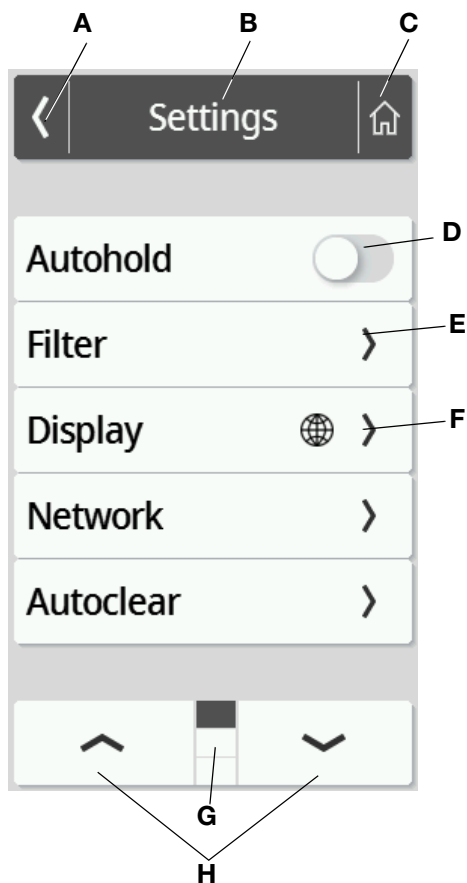 A B C
Settings
Autohold
D
Filter
E
Display
F
Network
Autoclear
G
H